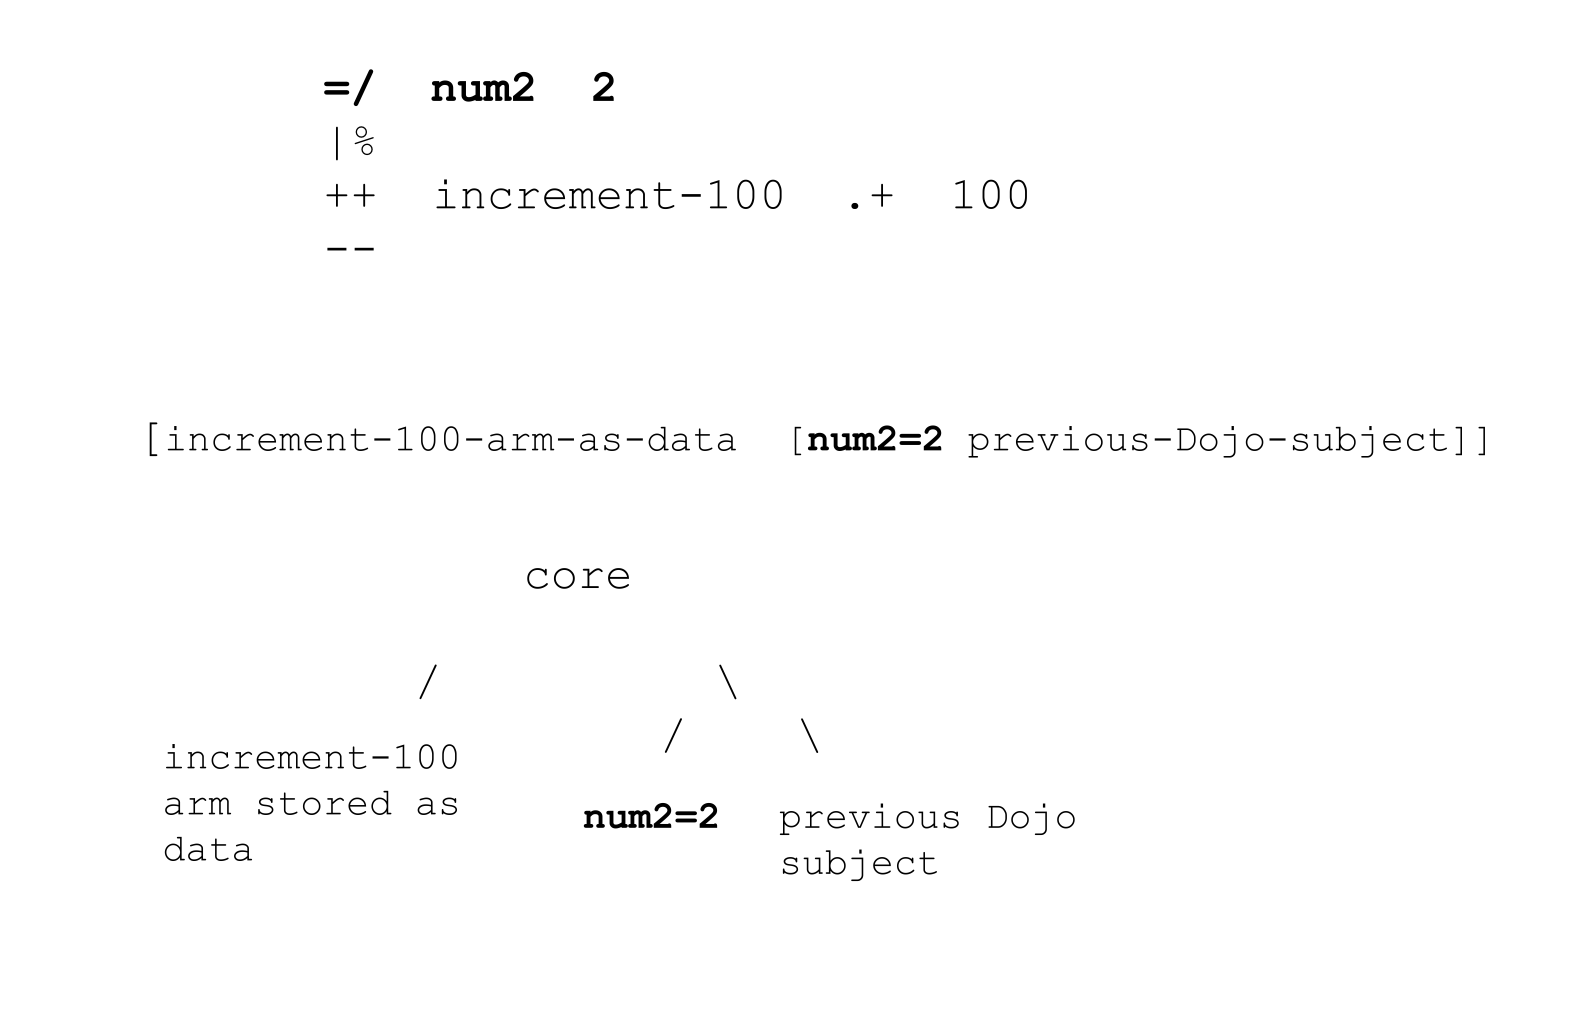 =/  num2  2
|%
++  increment-100  .+  100
--
[increment-100-arm-as-data  [num2=2 previous-Dojo-subject]]
core
/ \
/ \
increment-100
arm stored as
data
num2=2
previous Dojo
subject